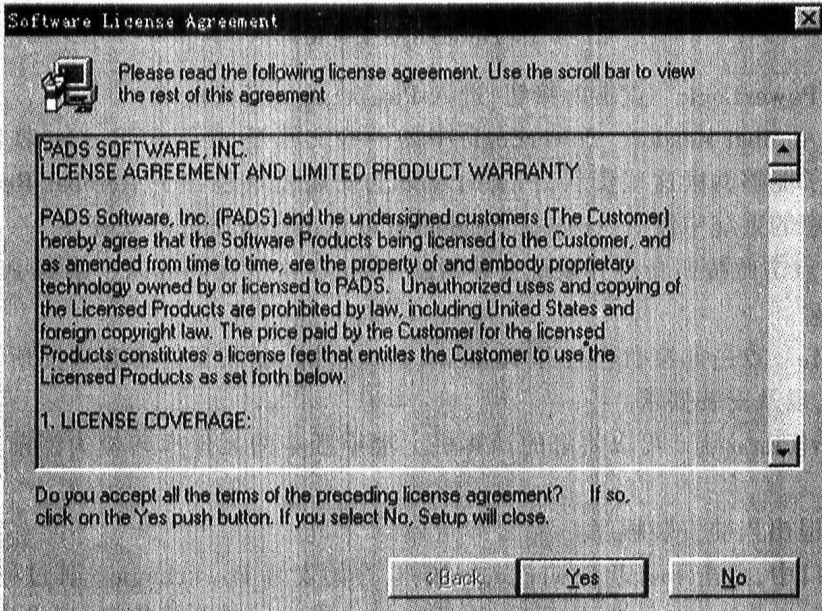 Software License Agreement
Please read the following license agreement. Use the scroll bar to view
the rest of this agreement
PADS SOFTWARE, INC.
LICENSE AGREEMENT AND LIMITED PRODUCT WARRANTY
PADS Software, Inc. (PADS) and the undersigned customers (The Customer)
hereby agree that the Software Products being licensed to the Customer, and
as amended from time to time, are the property of and embody proprietary
technology owned by or licensed to PADS.  Unauthorized uses and copying of
the Licensed Products are prohibited by law, including United States and
foreign copyright law. The price paid by the Customer for the licensed
Products constitutes a license fee that entitles the Customer to use the
Licensed Products as set forth below.
1. LICENSE COVERAGE:
Do you accept all the terms of the preceding license agreement?    If so,
click on the Yes push button. If you select No, Setup will close.
< Back
Yes
No